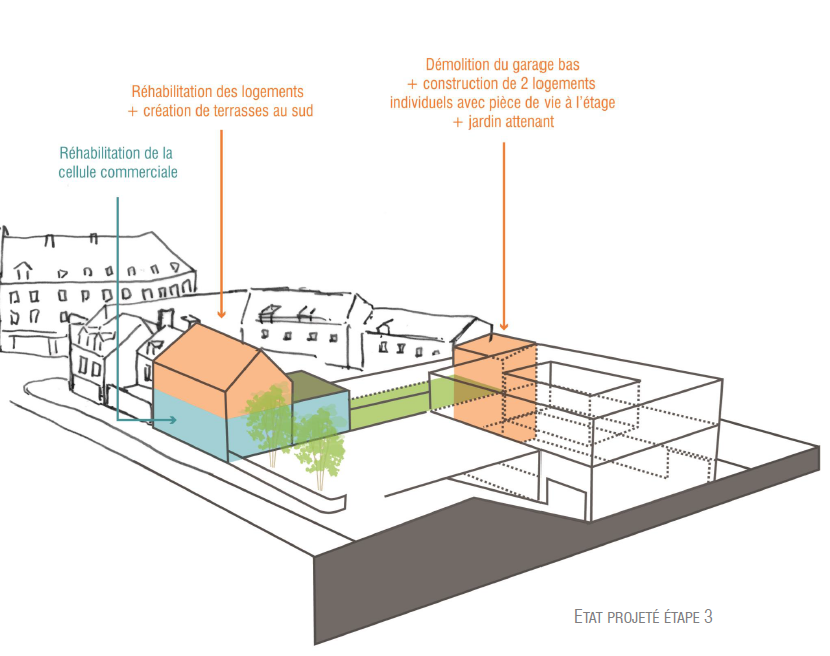 Démolition du garage bas
+ construction de 2 logements
individuels avec pièce de vie à l'étage
+ jardin attenant
Réhabilitation des logements
+ création de terrasses au sud
Réhabilitation de la
cellule commerciale
ETAT PROJETÉ ÉTAPE 3